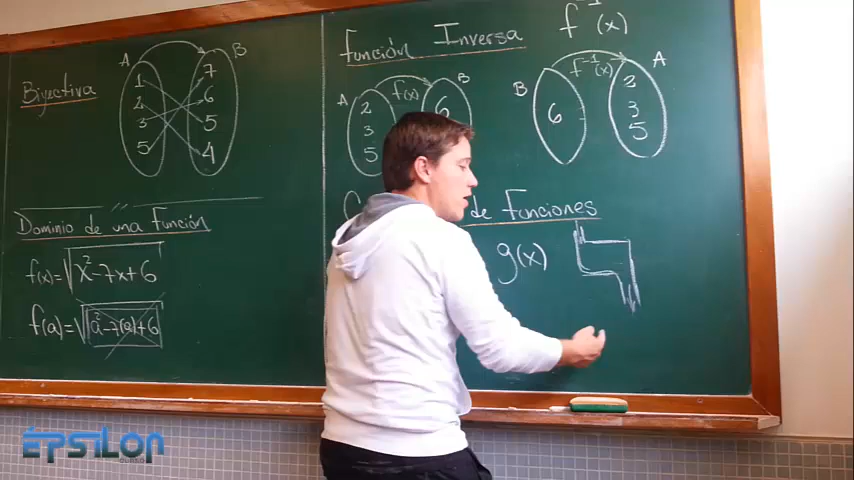 Bijectiva
A
B
1
2
3
5
7
6
5
4
Dominio de una Función
f(x)=√x²-7x+6
f(a)=√a²-7(a)+6
Función Inversa
f⁻¹(x)
A
f(x)
B
2
3
5
6
B
f⁻¹(x)
A
6
2
3
5
de Funciones
g(x)
EPSILON